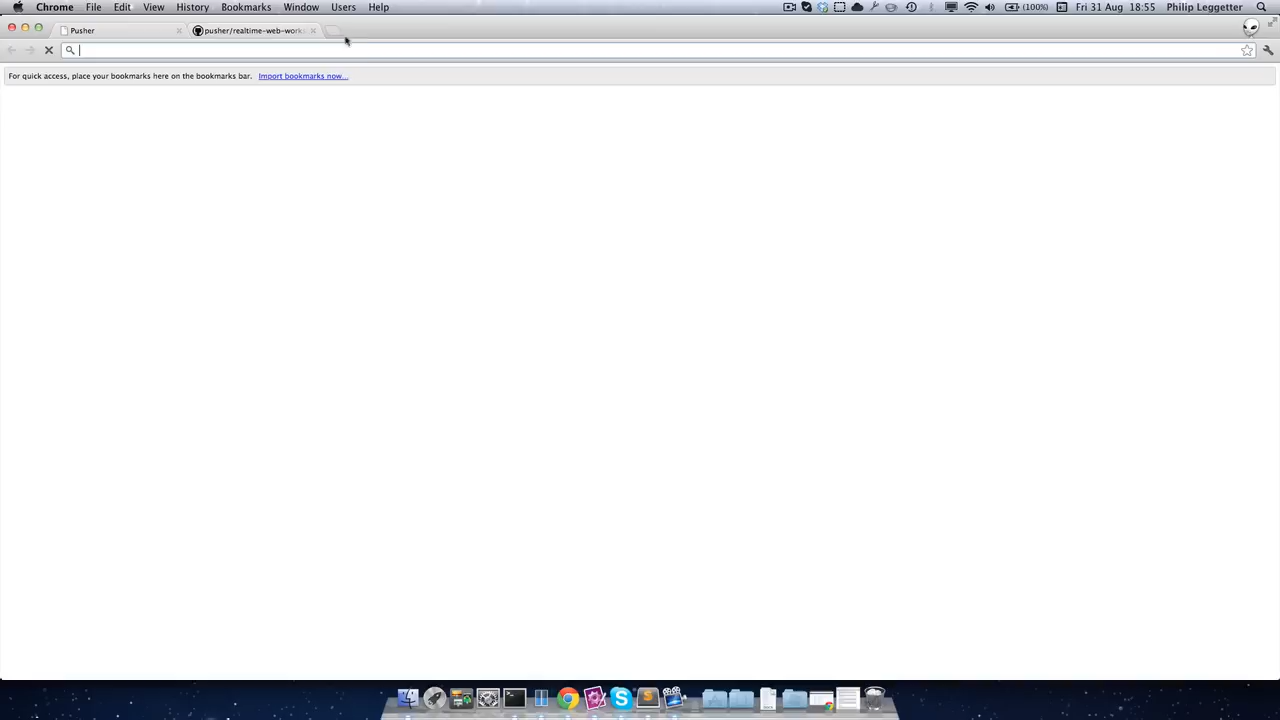 Chrome File Edit View History Bookmarks Window Users Help (100%) Fri 31 Aug 18:55 Philip Leggetter
Pusher pusher/realtime-web-work
For quick access, place your bookmarks here on the bookmarks bar. Import bookmarks now...